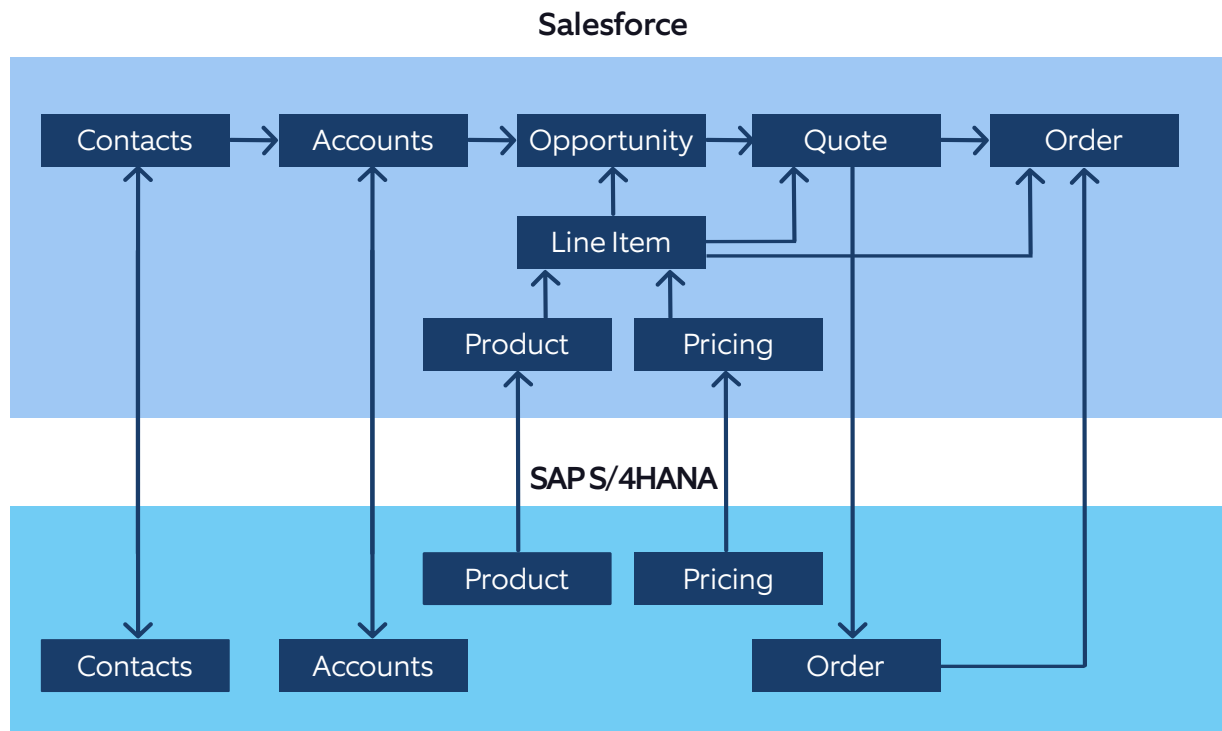 Salesforce
Contacts
Accounts
Opportunity
Quote
Order
Line Item
Product
Pricing
SAP S/4HANA
Product
Pricing
Contacts
Accounts
Order